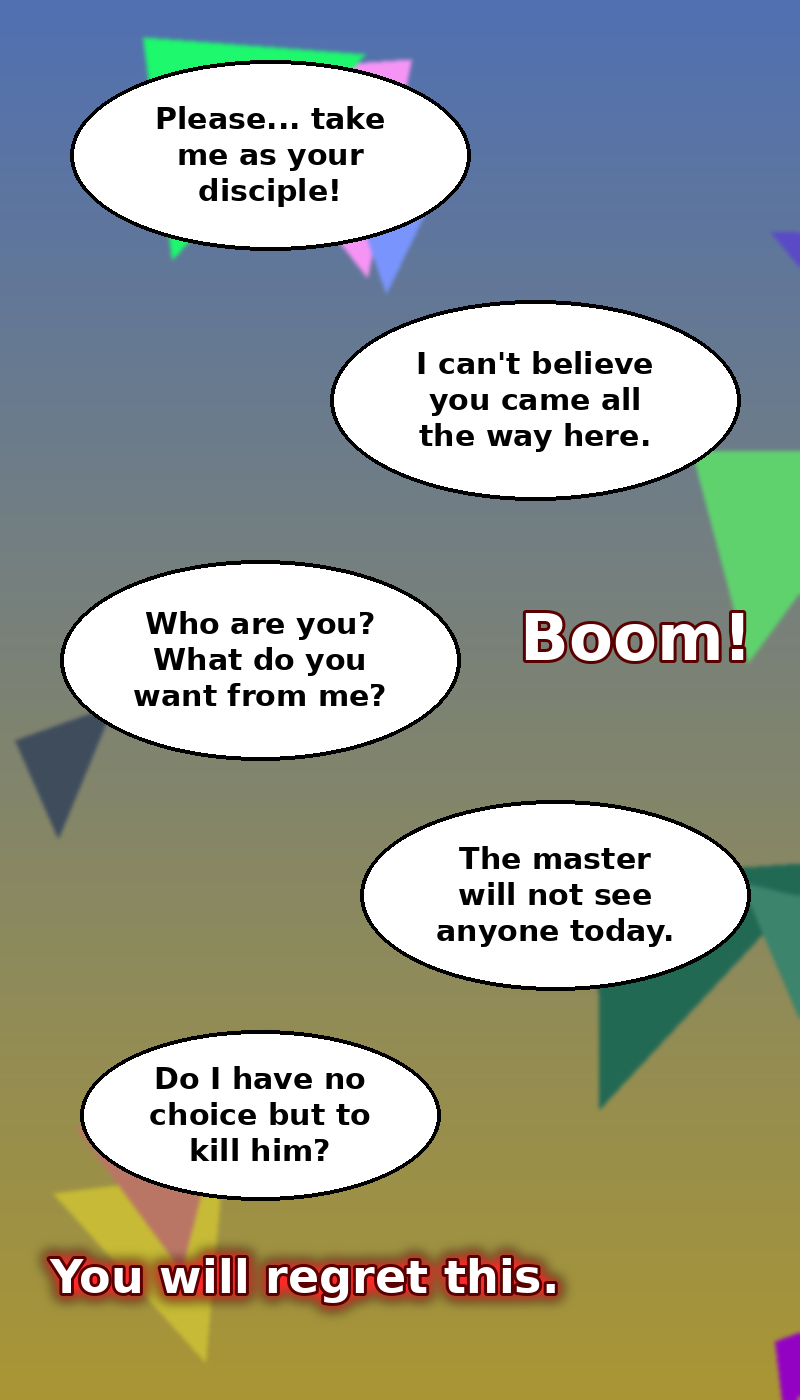 Please... take
me as your
disciple!
I can't believe
you came all
the way here.
Who are you?
What do you
want from me?
Boom!
The master
will not see
anyone today.
Do I have no
choice but to
kill him?
You will regret this.